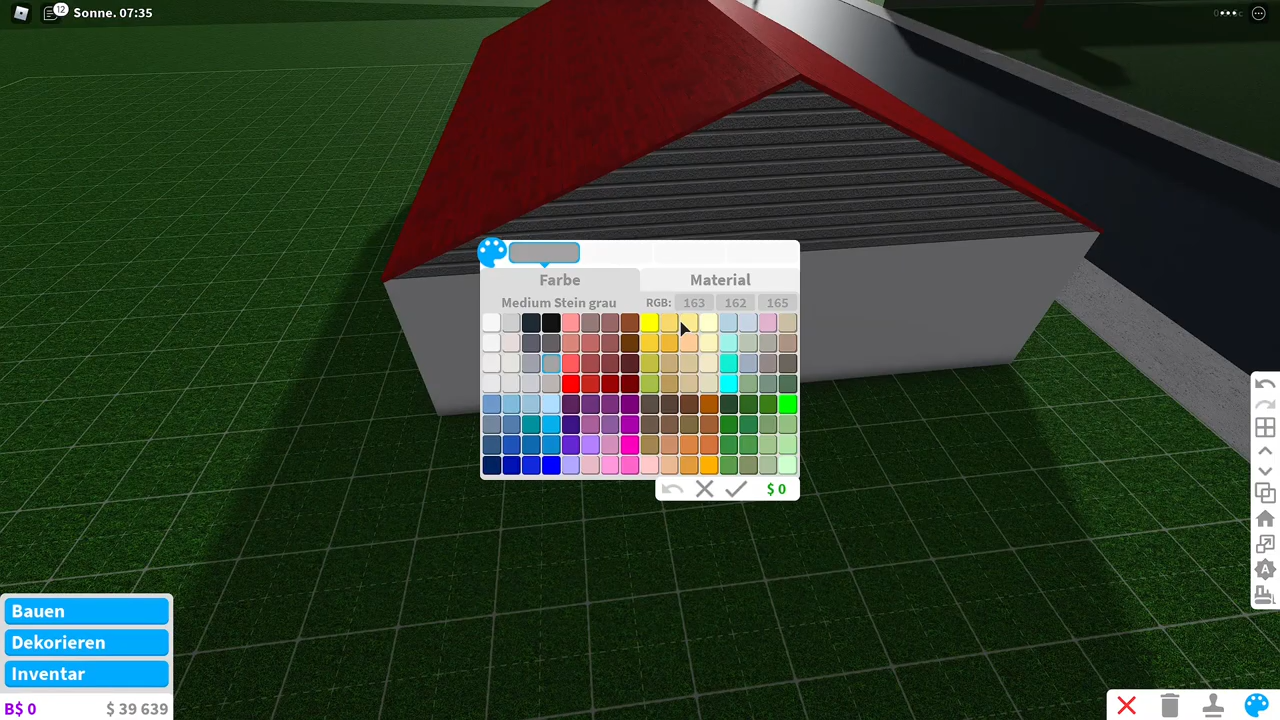 12
Sonne. 07:35
Farbe
Material
Medium Stein grau
RGB: 163 162 165
$ 0
A
Bauen
Dekorieren
Inventar
B$ 0
$ 39 639